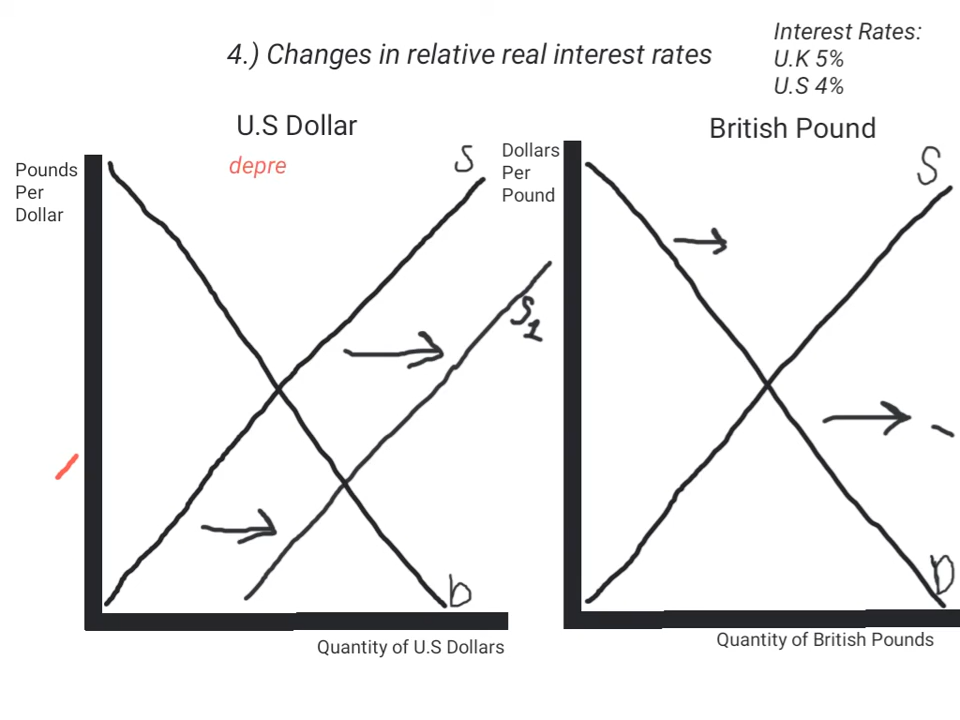 4.) Changes in relative real interest rates
Interest Rates:
U.K 5%
U.S 4%
U.S Dollar
depre
Pounds
Per
Dollar
S
S1
D
Quantity of U.S Dollars
British Pound
Dollars
Per
Pound
S
D
Quantity of British Pounds